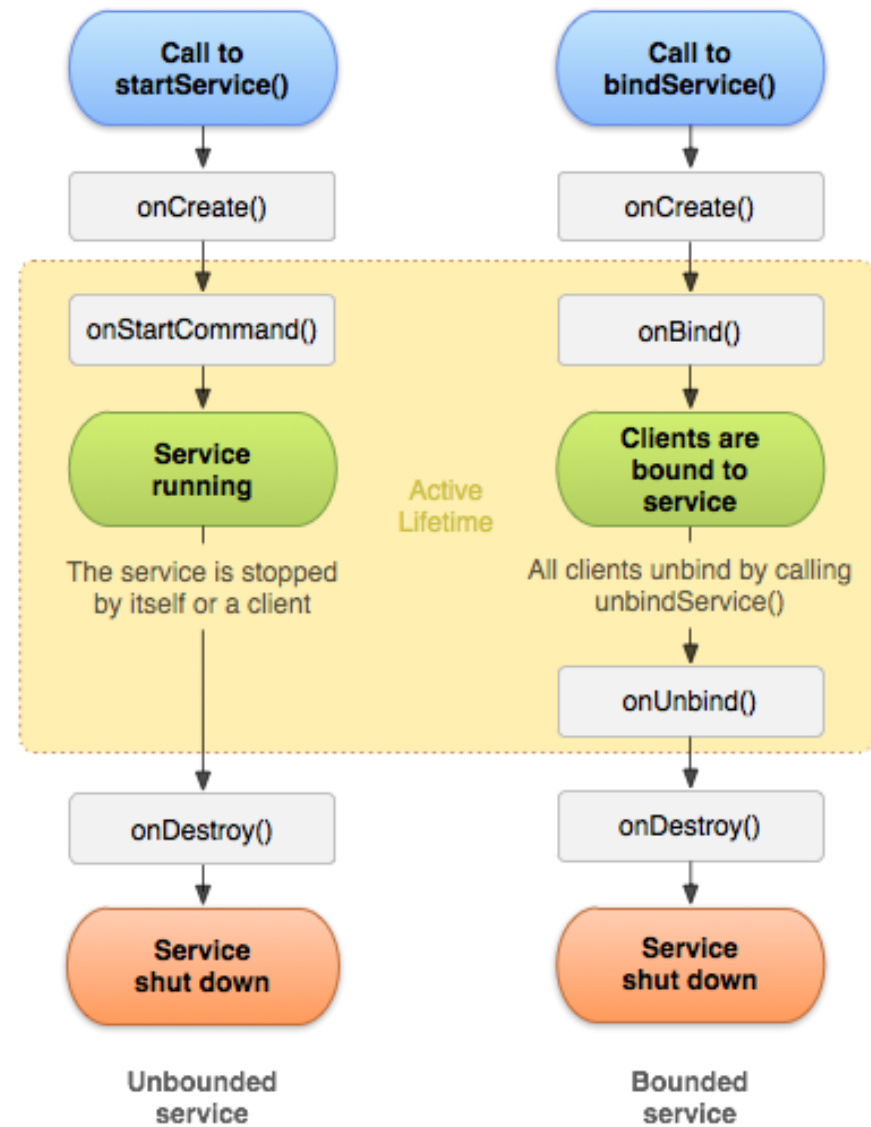 Call to
startService()
onCreate()
onStartCommand()
Service
running
The service is stopped
by itself or a client
onDestroy()
Service
shut down
Unbounded
service
Active
Lifetime
Call to
bindService()
onCreate()
onBind()
Clients are
bound to
service
All clients unbind by calling
unbindService()
onUnbind()
onDestroy()
Service
shut down
Bounded
service